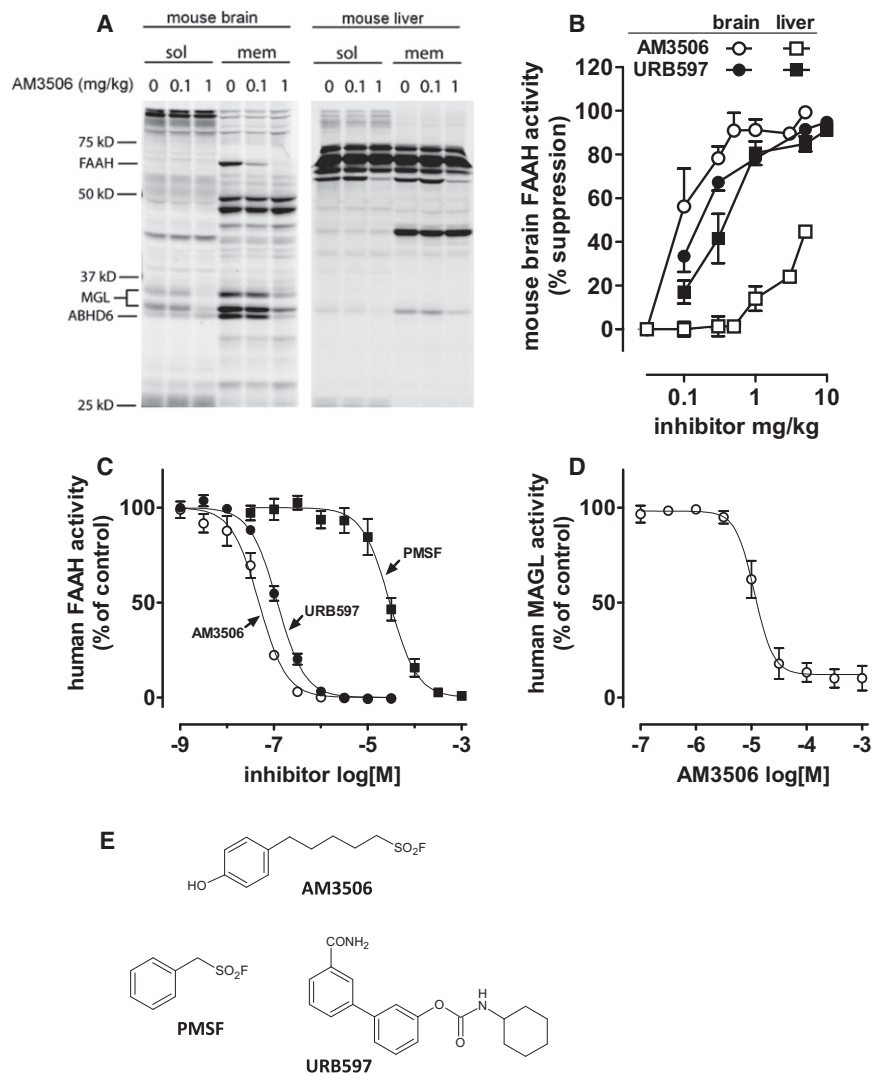 A
mouse brain
mouse liver
sol
mem
sol
mem
AM3506 (mg/kg)
0 0.1 1 0 0.1 1
0 0.1 1 0 0.1 1
75 kD
FAAH
50 kD
37 kD
MGL
ABHD6
25 kD
B
brain liver
AM3506
URB597
mouse brain FAAH activity
(% suppression)
120
100
80
60
40
20
0
0.1 1 10
inhibitor mg/kg
C
human FAAH activity
(% of control)
100
50
0
PMSF
URB597
AM3506
-9 -7 -5 -3
inhibitor log[M]
D
human MAGL activity
(% of control)
100
50
0
-7 -6 -5 -4 -3
AM3506 log[M]
E
HO
SO2F
AM3506
SO2F
PMSF
CONH2
O
O
H
N
URB597